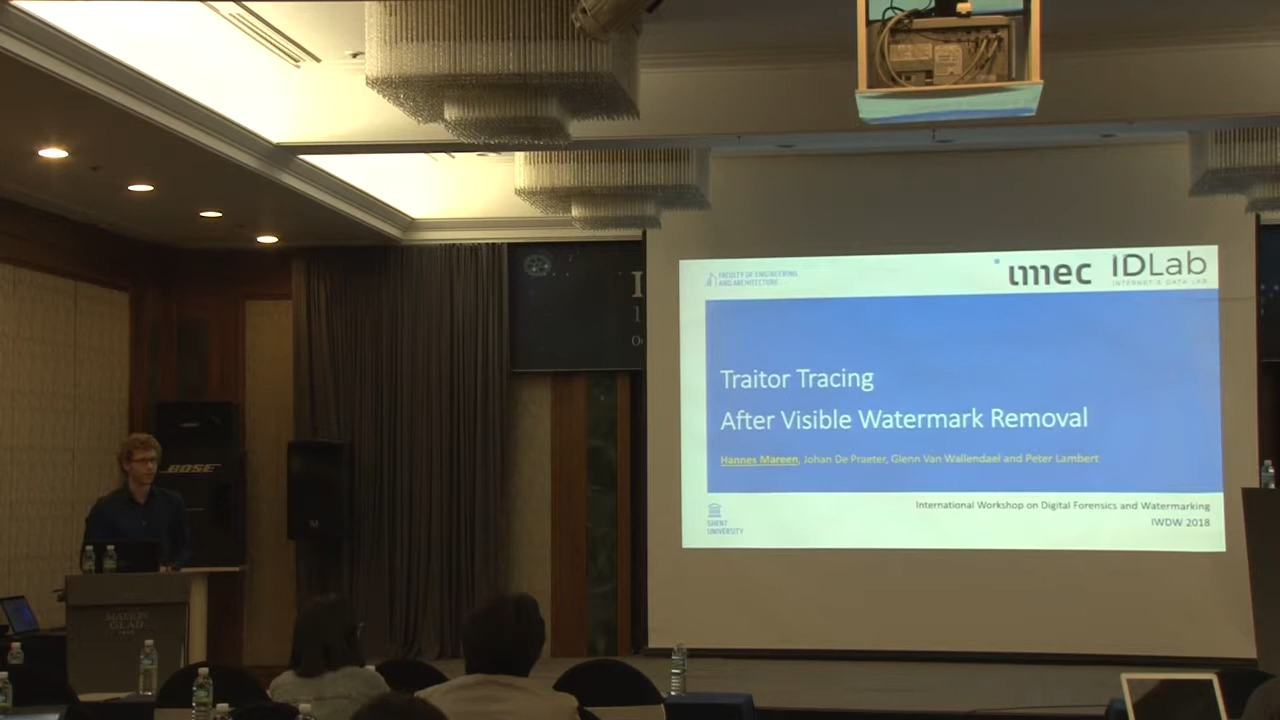 FACULTY OF ENGINEERING
AND ARCHITECTURE
imec
IDLab
INTERNET & DATA LAB
Traitor Tracing
After Visible Watermark Removal
Hannes Mareen, Johan De Praeter, Glenn Van Wallendael and Peter Lambert
International Workshop on Digital Forensics and Watermarking
IWDW 2018
GHENT
UNIVERSITY
BOSE
MAISON
GLAD